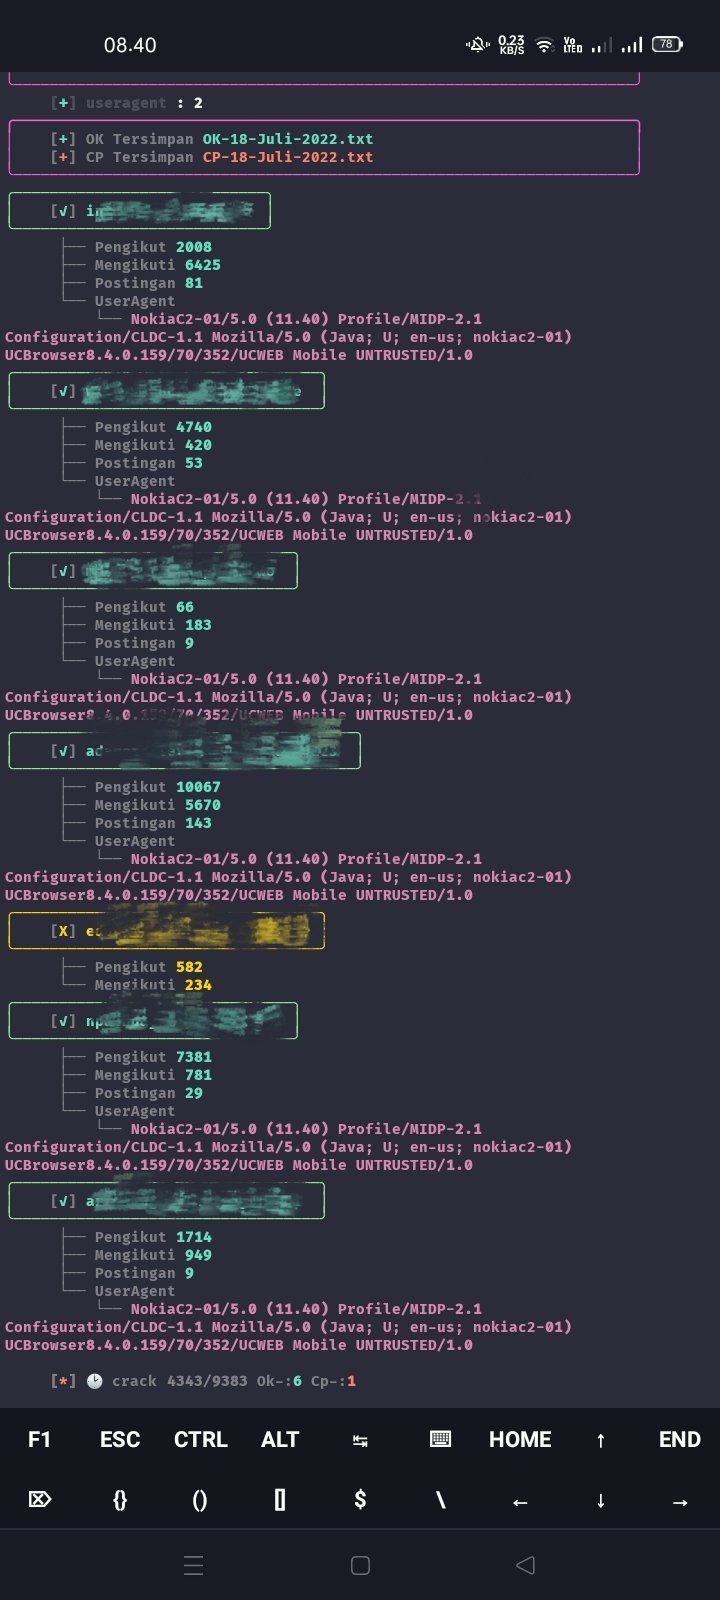 08.40
0.23 KB/S
Vo LTE
78
[+] useragent : 2
[+] OK Tersimpan OK-18-Juli-2022.txt
[+] CP Tersimpan CP-18-Juli-2022.txt
[√]
├── Pengikut 2008
├── Mengikuti 6425
├── Postingan 81
└── UserAgent
└── NokiaC2-01/5.0 (11.40) Profile/MIDP-2.1
Configuration/CLDC-1.1 Mozilla/5.0 (Java; U; en-us; nokiac2-01)
UCBrowser8.4.0.159/70/352/UCWEB Mobile UNTRUSTED/1.0
[√]
├── Pengikut 4740
├── Mengikuti 420
├── Postingan 53
└── UserAgent
└── NokiaC2-01/5.0 (11.40) Profile/MIDP-2.1
Configuration/CLDC-1.1 Mozilla/5.0 (Java; U; en-us; nokiac2-01)
UCBrowser8.4.0.159/70/352/UCWEB Mobile UNTRUSTED/1.0
[√]
├── Pengikut 66
├── Mengikuti 183
├── Postingan 9
└── UserAgent
└── NokiaC2-01/5.0 (11.40) Profile/MIDP-2.1
Configuration/CLDC-1.1 Mozilla/5.0 (Java; U; en-us; nokiac2-01)
UCBrowser8.4.0.159/70/352/UCWEB Mobile UNTRUSTED/1.0
[√]
├── Pengikut 10067
├── Mengikuti 5670
├── Postingan 143
└── UserAgent
└── NokiaC2-01/5.0 (11.40) Profile/MIDP-2.1
Configuration/CLDC-1.1 Mozilla/5.0 (Java; U; en-us; nokiac2-01)
UCBrowser8.4.0.159/70/352/UCWEB Mobile UNTRUSTED/1.0
[X]
├── Pengikut 582
└── Mengikuti 234
[√]
├── Pengikut 7381
├── Mengikuti 781
├── Postingan 29
└── UserAgent
└── NokiaC2-01/5.0 (11.40) Profile/MIDP-2.1
Configuration/CLDC-1.1 Mozilla/5.0 (Java; U; en-us; nokiac2-01)
UCBrowser8.4.0.159/70/352/UCWEB Mobile UNTRUSTED/1.0
[√]
├── Pengikut 1714
├── Mengikuti 949
├── Postingan 9
└── UserAgent
└── NokiaC2-01/5.0 (11.40) Profile/MIDP-2.1
Configuration/CLDC-1.1 Mozilla/5.0 (Java; U; en-us; nokiac2-01)
UCBrowser8.4.0.159/70/352/UCWEB Mobile UNTRUSTED/1.0
[*] 🕑 crack 4343/9383 Ok-:6 Cp-:1
F1 ESC CTRL ALT ↹ ⌨ HOME ↑ END
⌦ {} () [] $ \ ← ↓ →